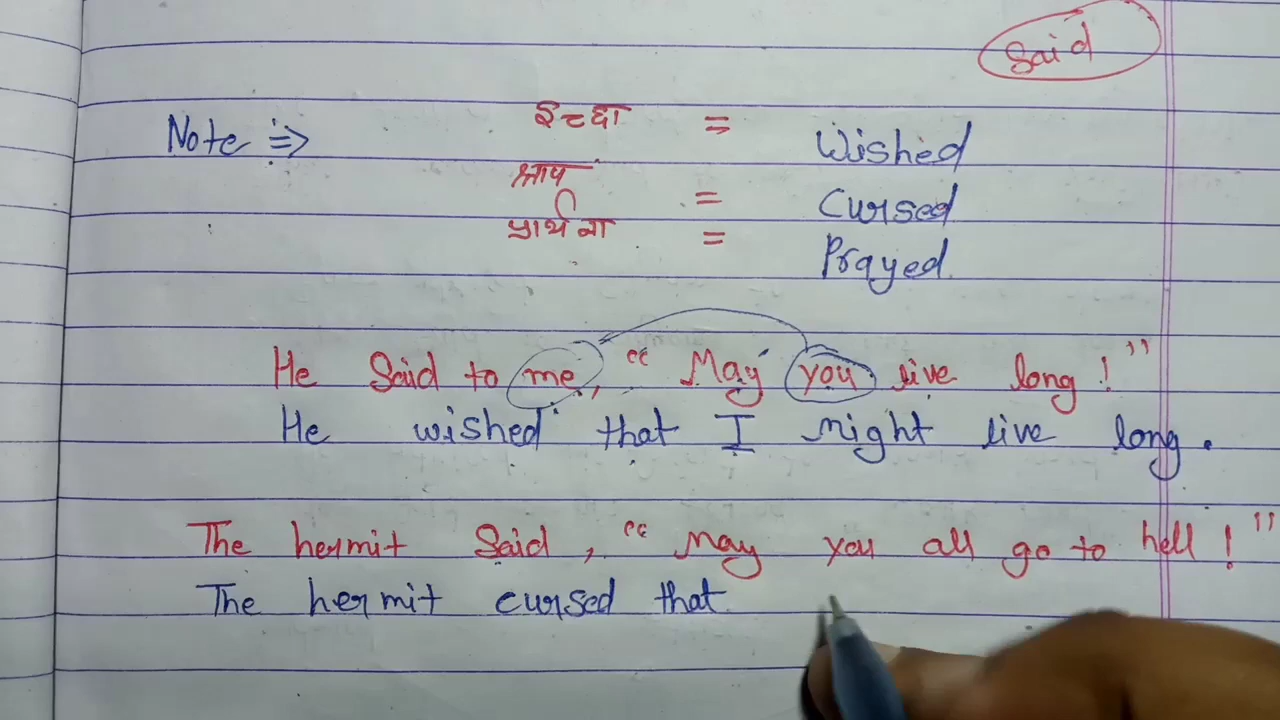 Said
Note ⇒ इच्छा = Wished
श्राप = Cursed
प्रार्थना = Prayed
He Said to me, "May you live long!"
He wished that I might live long.
The hermit Said, "May you all go to hell!"
The hermit cursed that